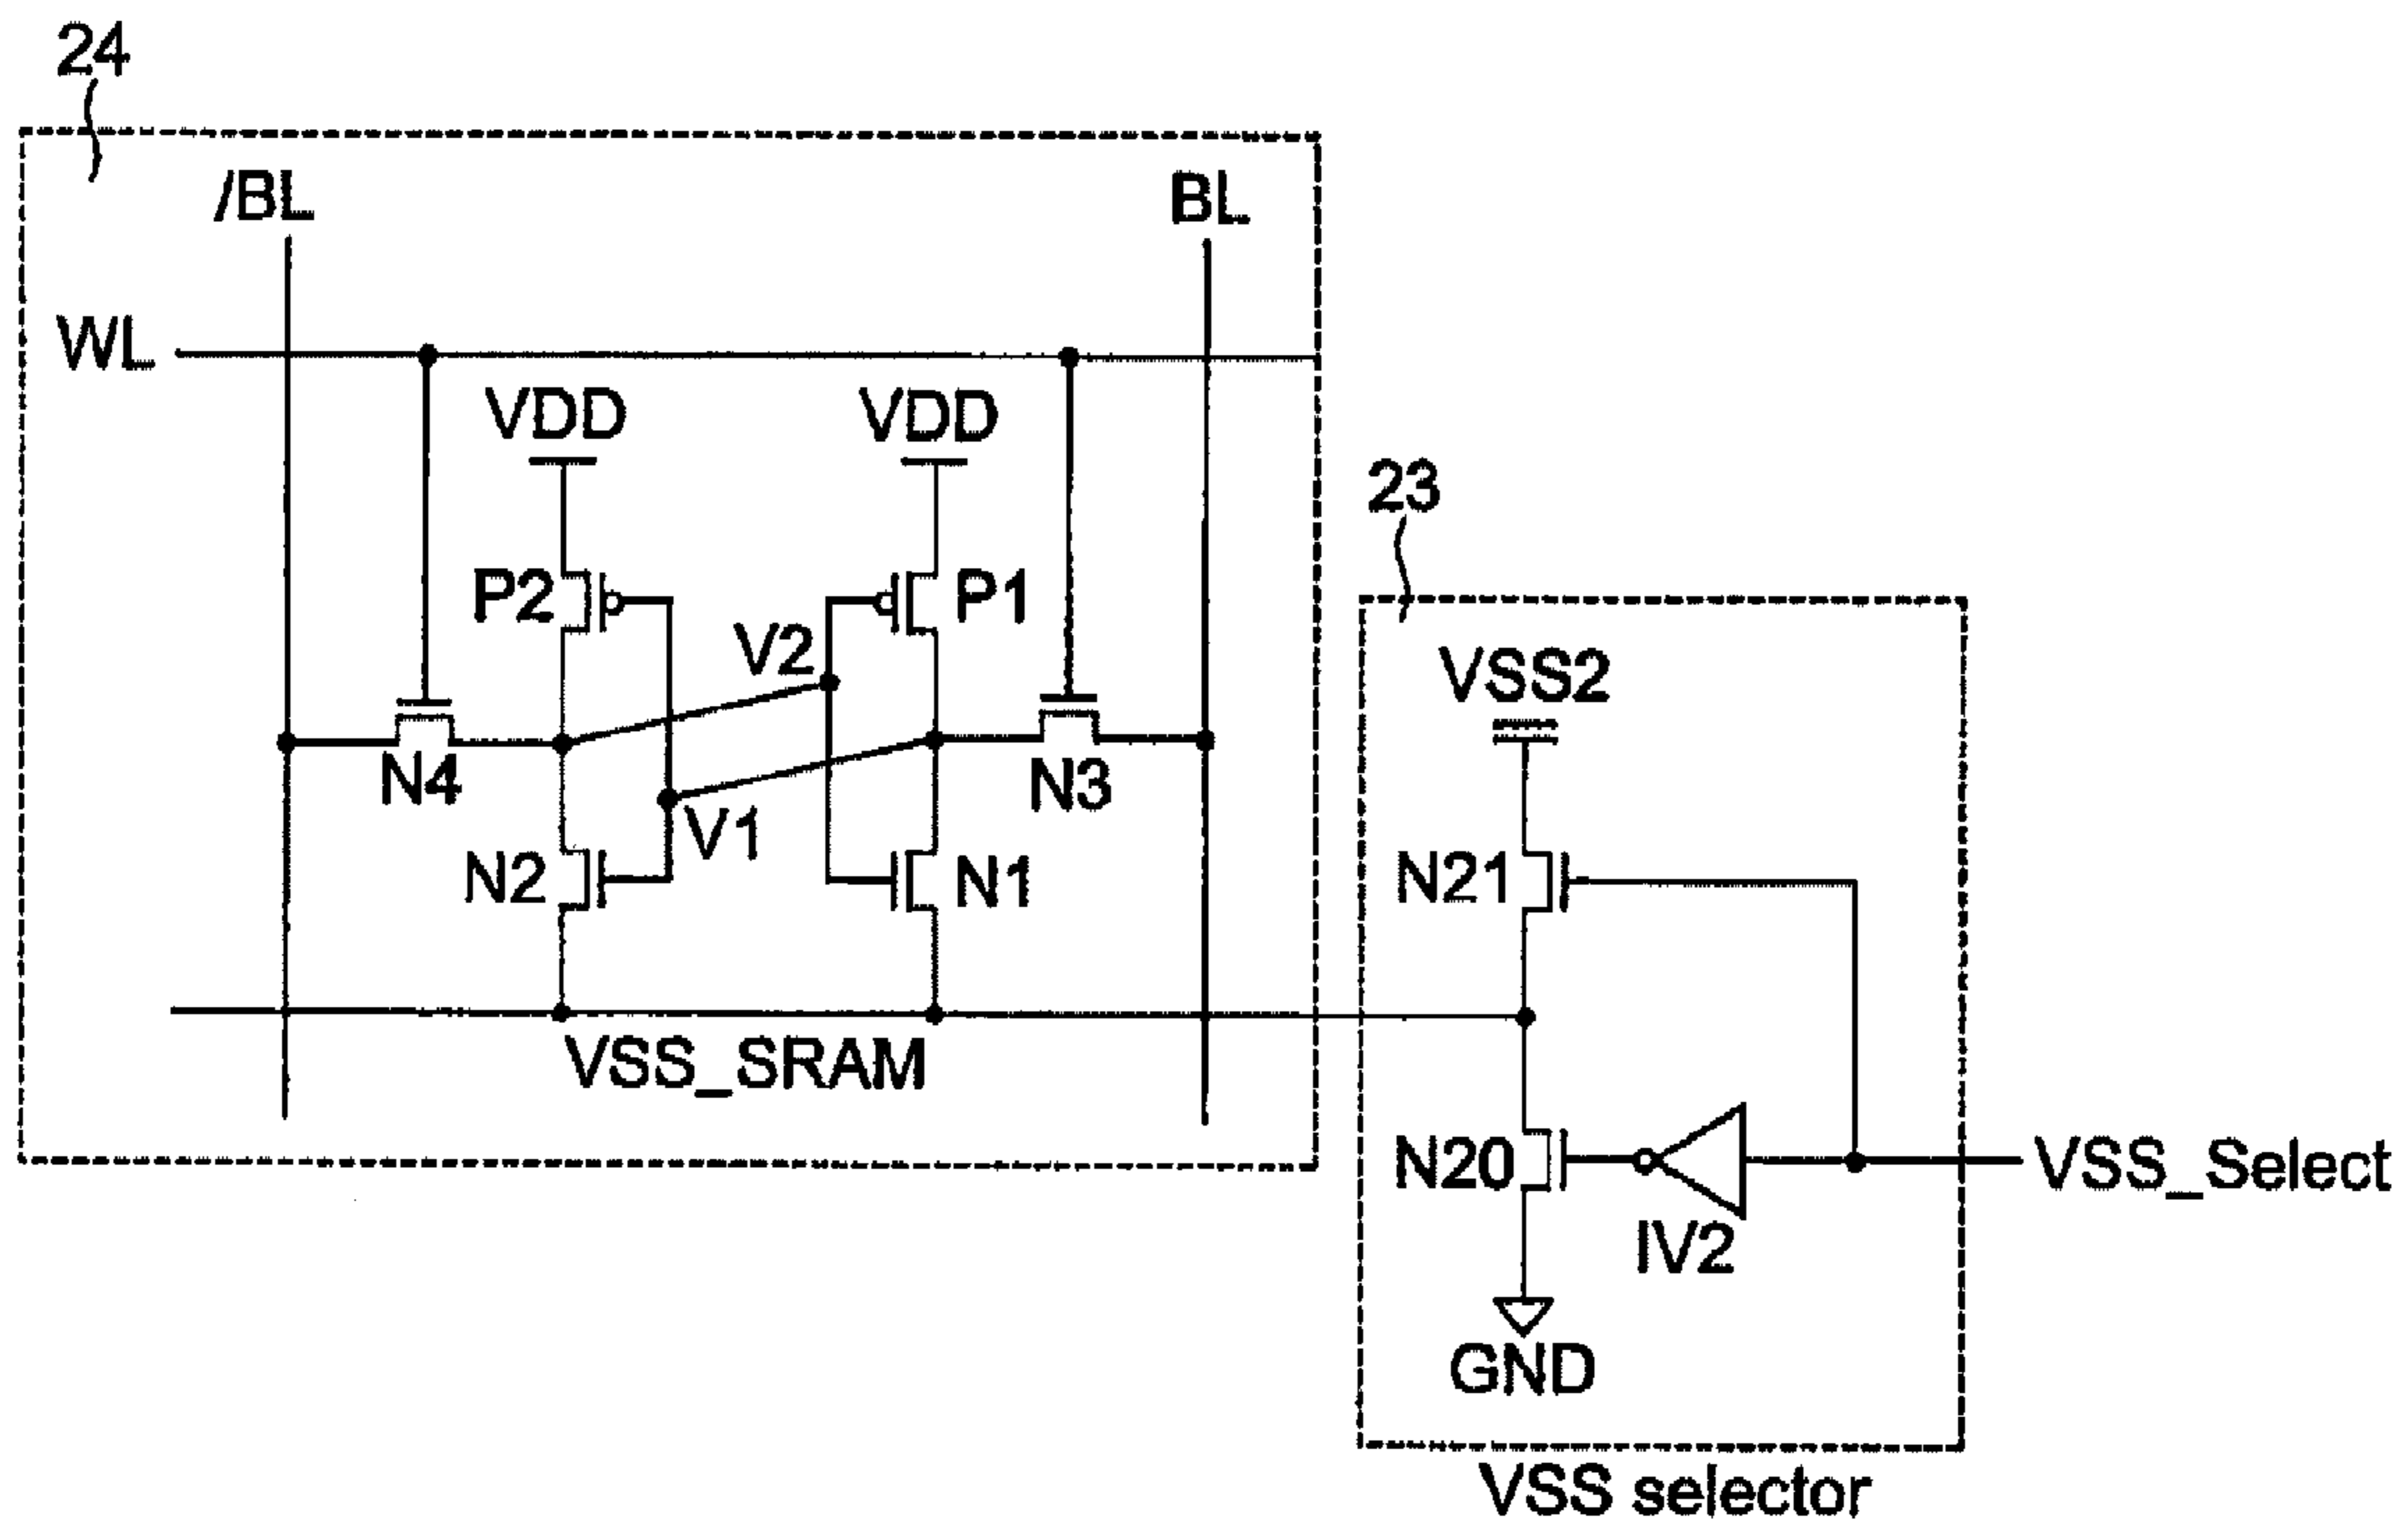 24
/BL
BL
WL
VDD
VDD
23
P2
P1
V2
VSS2
N4
N3
V1
N2
N1
N21
VSS_SRAM
N20
VSS_Select
IV2
GND
VSS selector